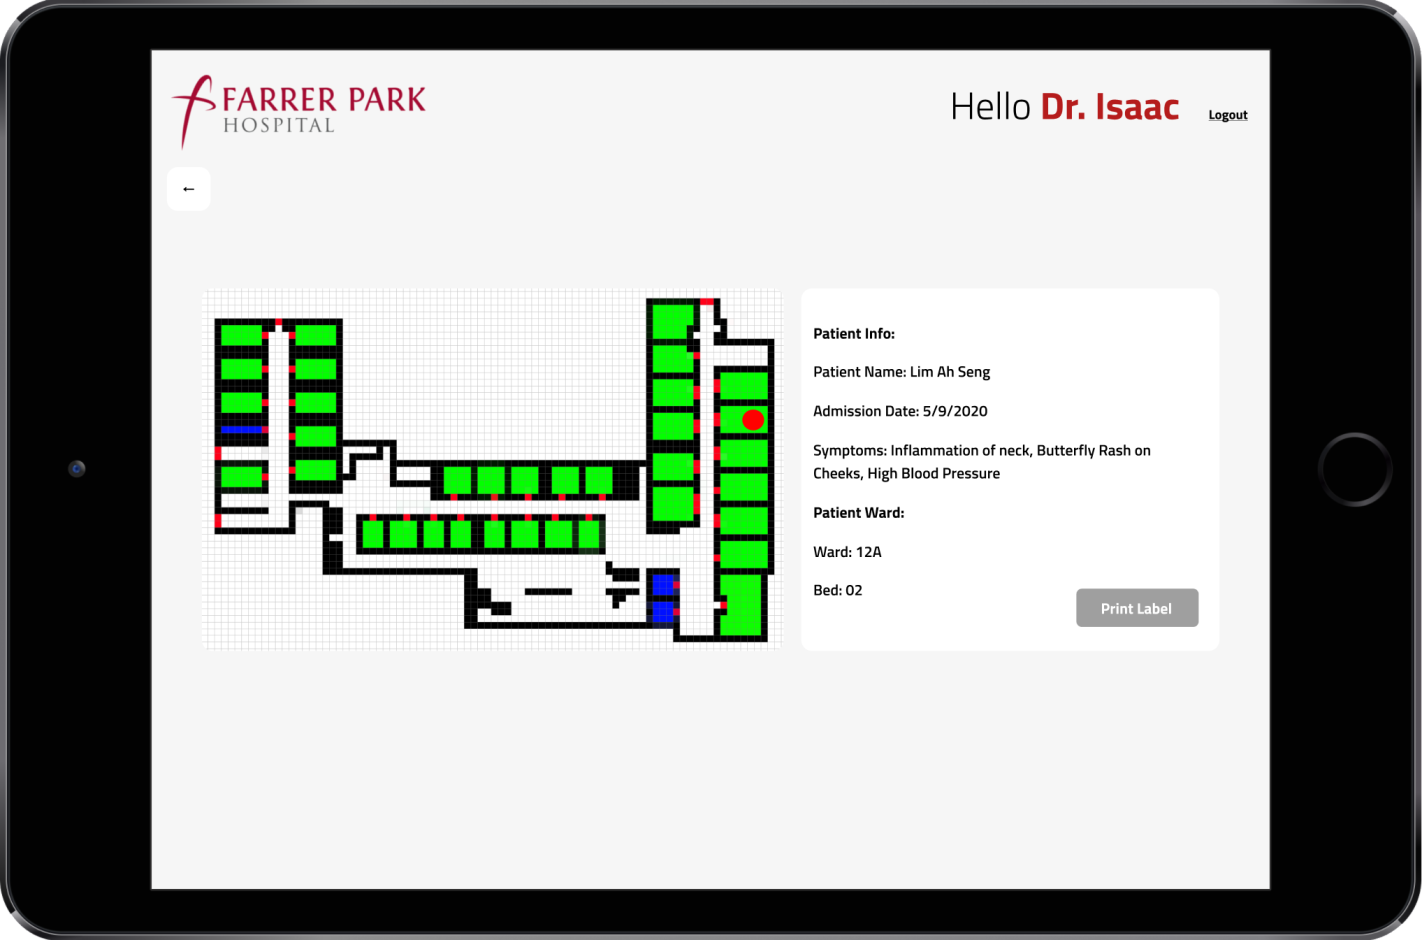 FARRER PARK
HOSPITAL
Hello Dr. Isaac
Logout
←
Patient Info:
Patient Name: Lim Ah Seng
Admission Date: 5/9/2020
Symptoms: Inflammation of neck, Butterfly Rash on
Cheeks, High Blood Pressure
Patient Ward:
Ward: 12A
Bed: 02
Print Label